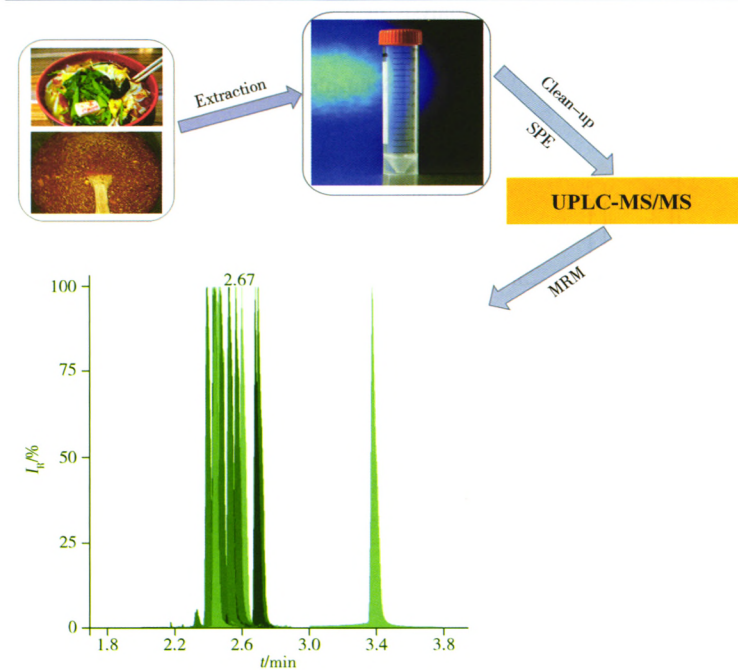 Extraction
Clean-up
SPE
UPLC-MS/MS
MRM
2.67
100
75
50
25
0
IR/%
1.8 2.2 2.6 3.0 3.4 3.8
t/min